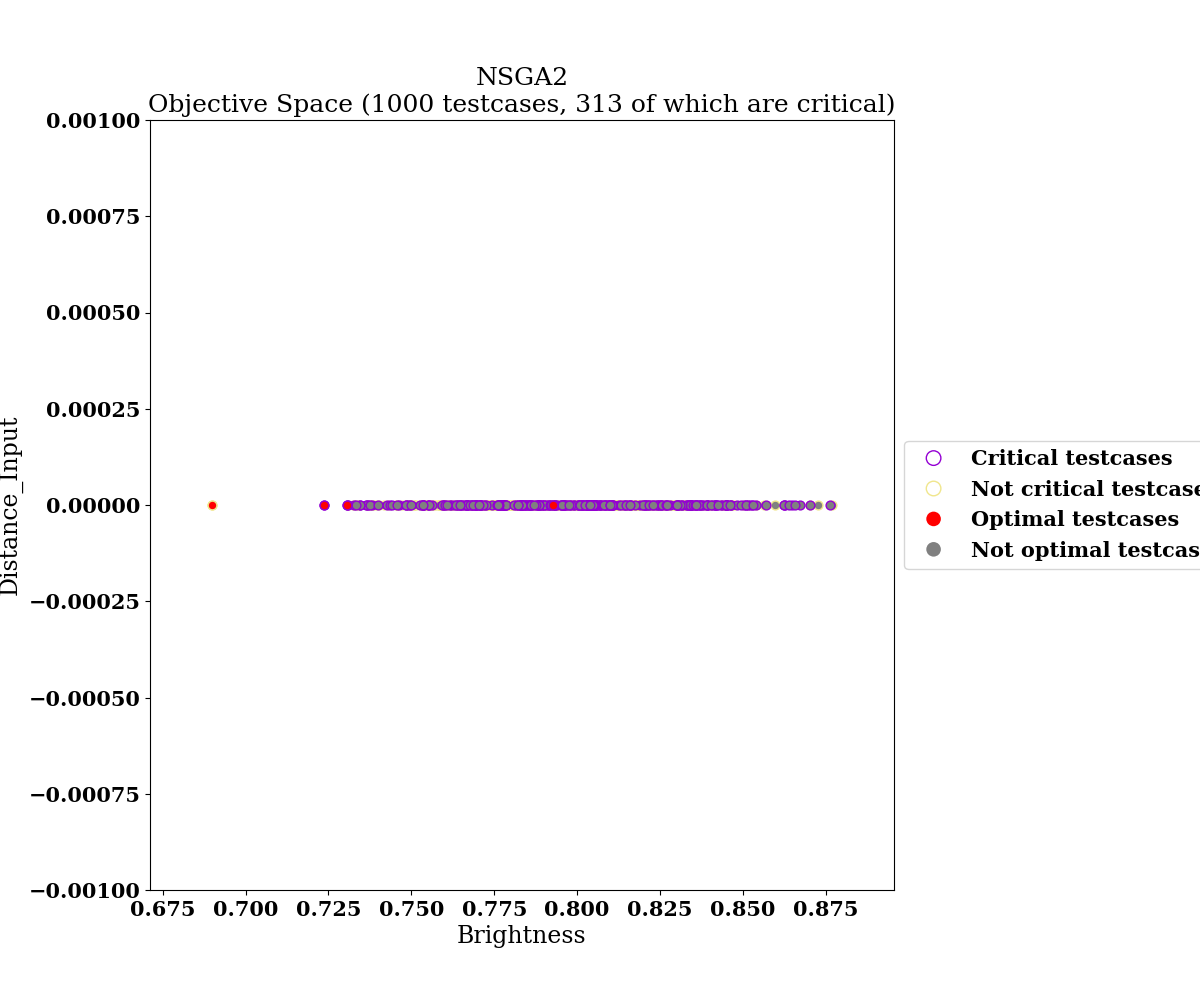 NSGA2
Objective Space (1000 testcases, 313 of which are critical)
0.00100
0.00075
0.00050
0.00025
0.00000
−0.00025
−0.00050
−0.00075
−0.00100
Distance_Input
0.675 0.700 0.725 0.750 0.775 0.800 0.825 0.850 0.875
Brightness
Critical testcases
Not critical testcase
Optimal testcases
Not optimal testcas